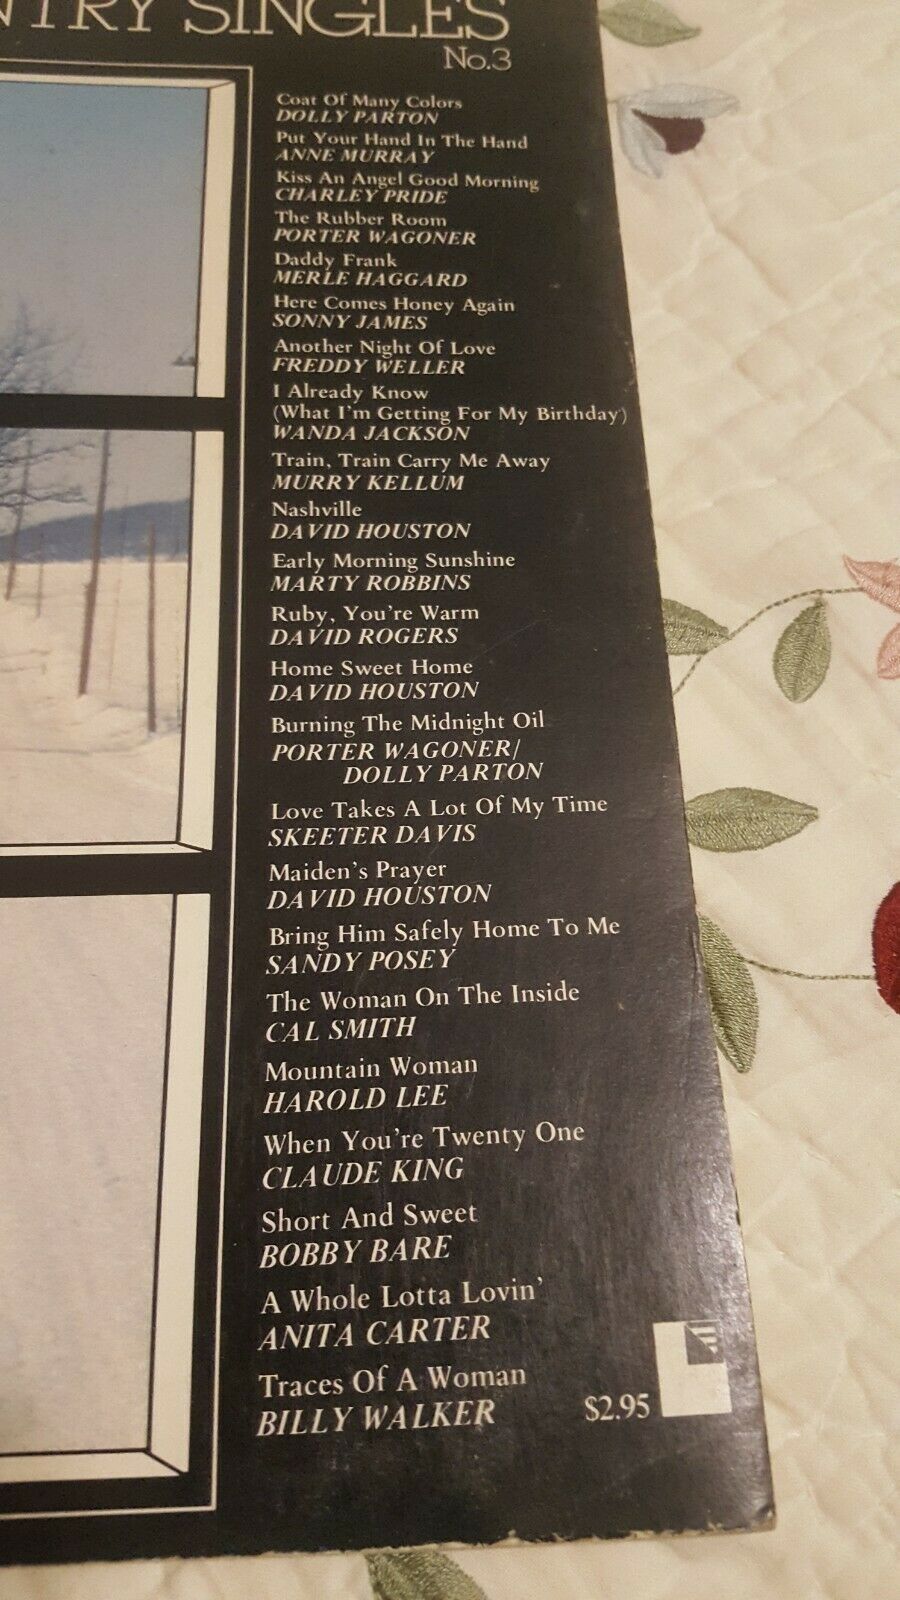 NTRY SINGLES
No.3
Coat Of Many Colors
DOLLY PARTON
Put Your Hand In The Hand
ANNE MURRAY
Kiss An Angel Good Morning
CHARLEY PRIDE
The Rubber Room
PORTER WAGONER
Daddy Frank
MERLE HAGGARD
Here Comes Honey Again
SONNY JAMES
Another Night Of Love
FREDDY WELLER
I Already Know
(What I'm Getting For My Birthday)
WANDA JACKSON
Train, Train Carry Me Away
MURRY KELLUM
Nashville
DAVID HOUSTON
Early Morning Sunshine
MARTY ROBBINS
Ruby, You're Warm
DAVID ROGERS
Home Sweet Home
DAVID HOUSTON
Burning The Midnight Oil
PORTER WAGONER/
DOLLY PARTON
Love Takes A Lot Of My Time
SKEETER DAVIS
Maiden's Prayer
DAVID HOUSTON
Bring Him Safely Home To Me
SANDY POSEY
The Woman On The Inside
CAL SMITH
Mountain Woman
HAROLD LEE
When You're Twenty One
CLAUDE KING
Short And Sweet
BOBBY BARE
A Whole Lotta Lovin'
ANITA CARTER
Traces Of A Woman
BILLY WALKER
$2.95